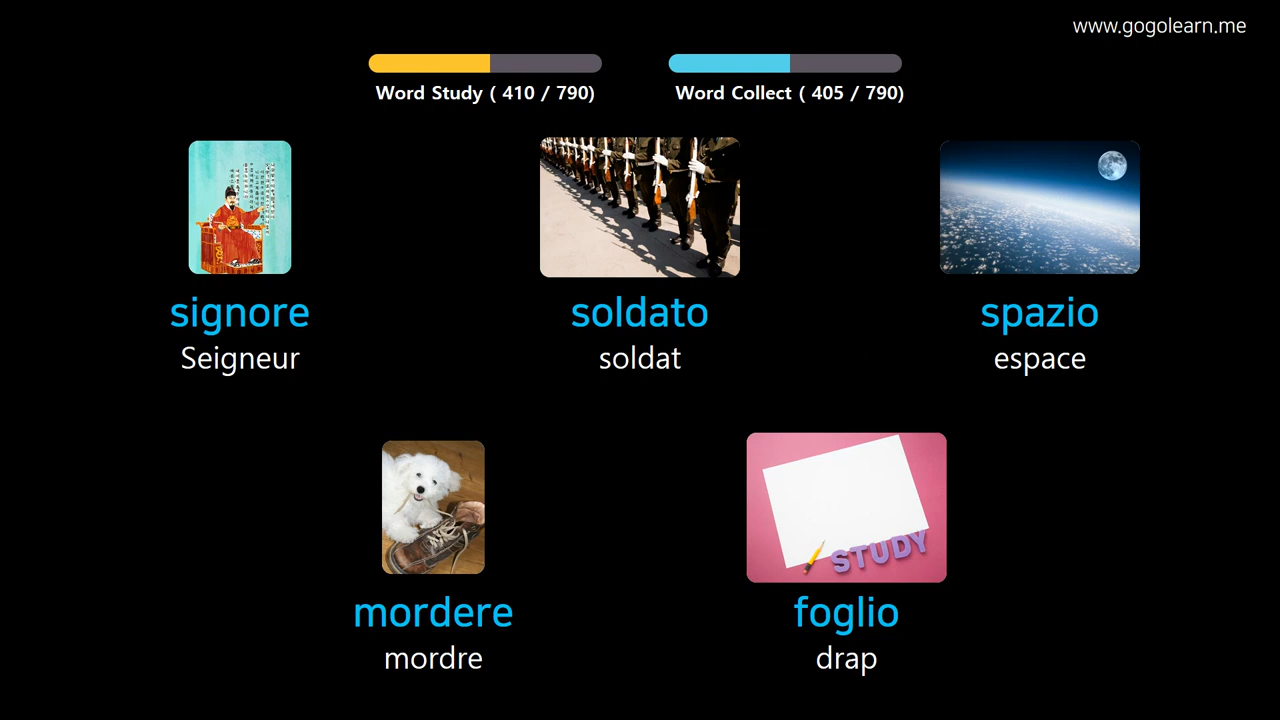 www.gogolearn.me
Word Study ( 410 / 790)
Word Collect ( 405 / 790)
signore
Seigneur
soldato
soldat
spazio
espace
STUDY
mordere
mordre
foglio
drap